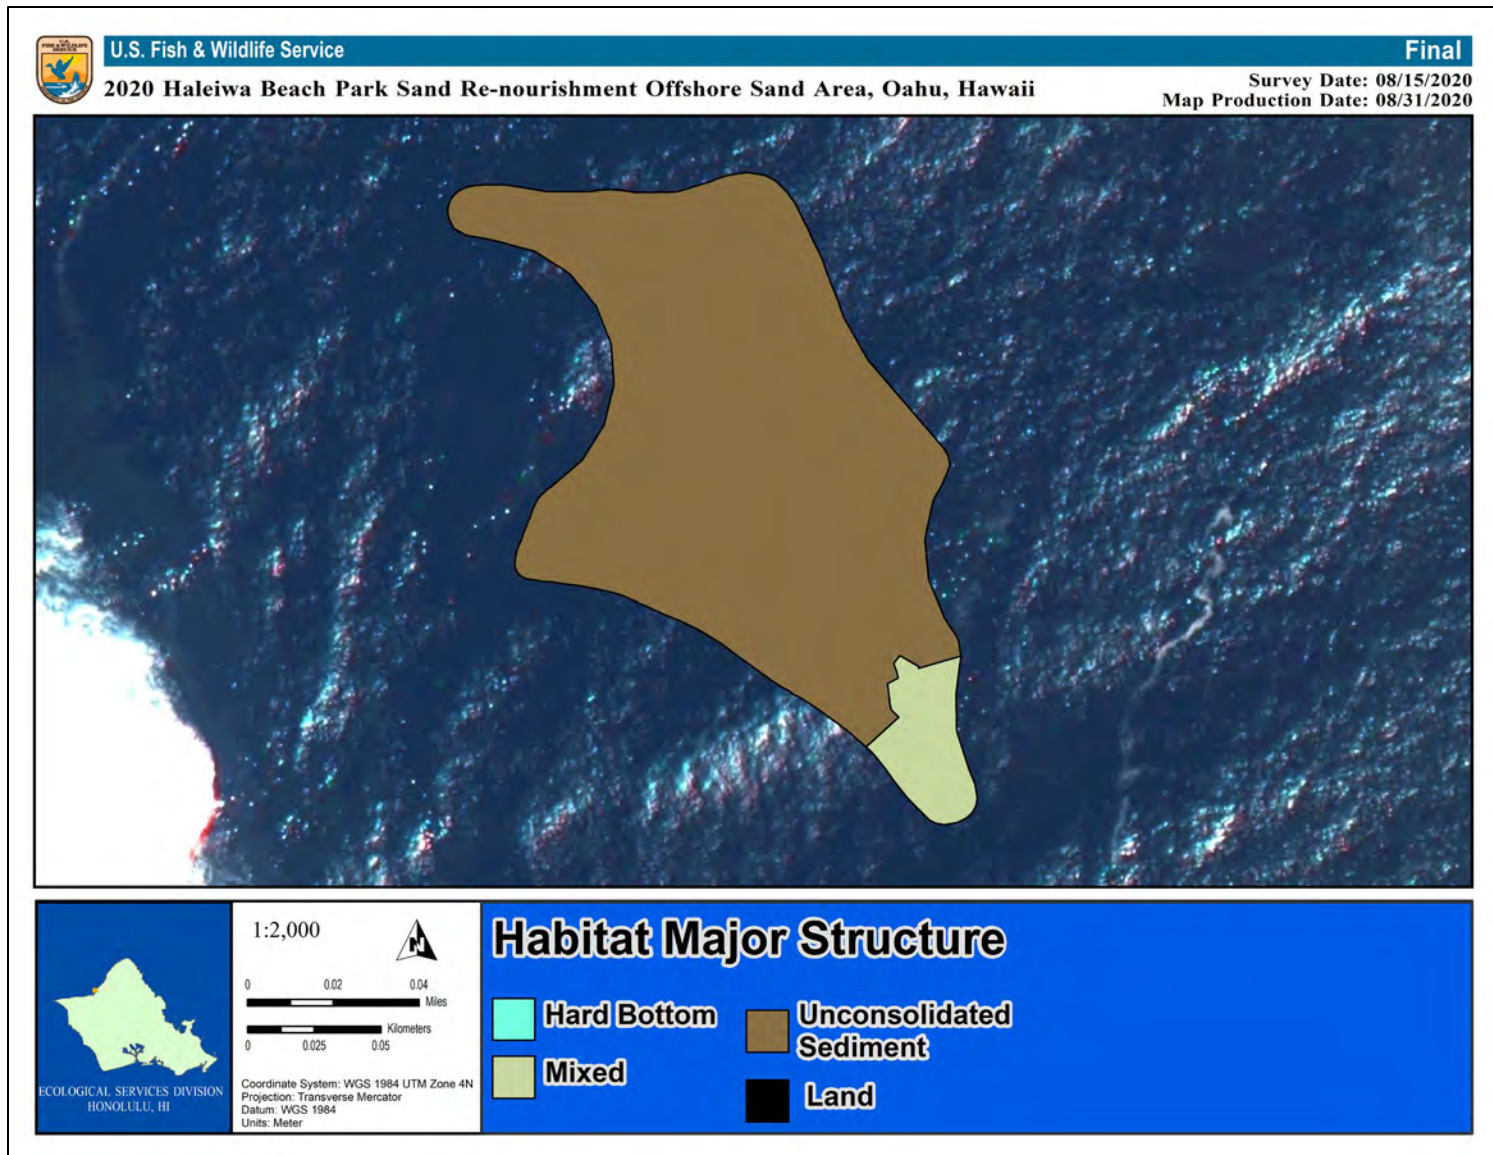 U.S.
FISH & WILDLIFE
SERVICE
U.S. Fish & Wildlife Service
Final
2020 Haleiwa Beach Park Sand Re-nourishment Offshore Sand Area, Oahu, Hawaii
Survey Date: 08/15/2020
Map Production Date: 08/31/2020
ECOLOGICAL SERVICES DIVISION
HONOLULU, HI
1:2,000
N
0 0.02 0.04
Miles
Kilometers
0 0.025 0.05
Coordinate System: WGS 1984 UTM Zone 4N
Projection: Transverse Mercator
Datum: WGS 1984
Units: Meter
Habitat Major Structure
Hard Bottom
Mixed
Unconsolidated
Sediment
Land